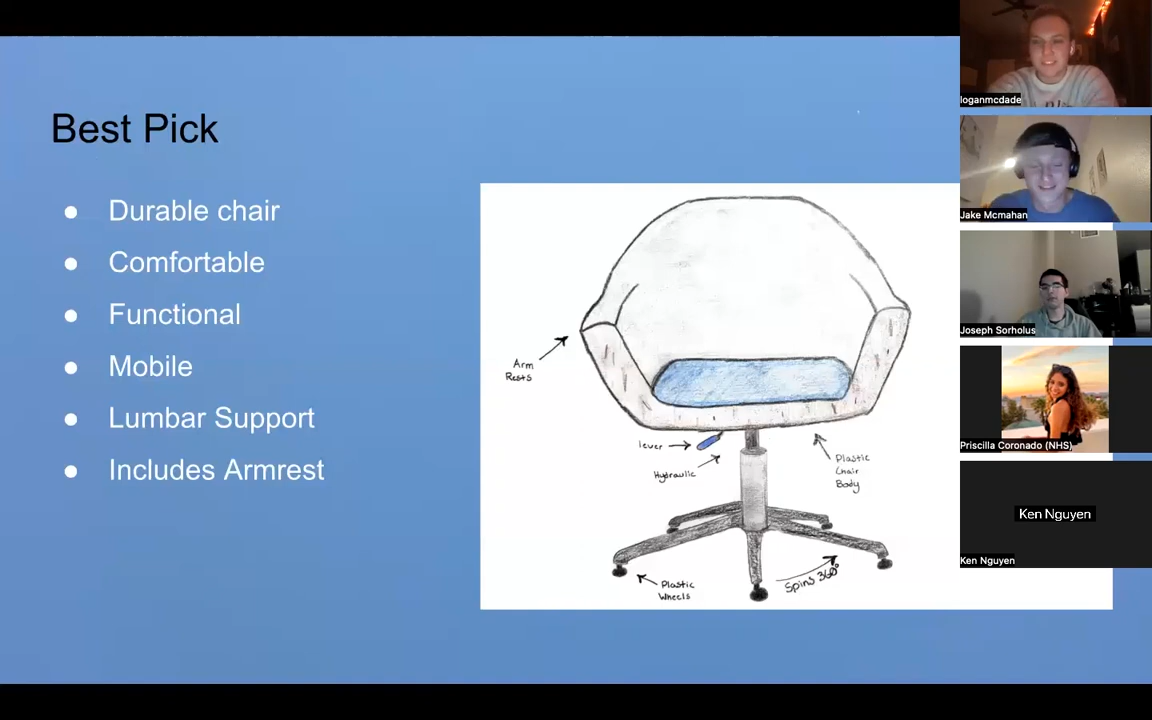 Best Pick
● Durable chair
● Comfortable
● Functional
● Mobile
● Lumbar Support
● Includes Armrest
Arm
Rests
lever
Hydraulic
Plastic
Chair
Body
Plastic
Wheels
Spins 360°
loganmcdade
Jake Mcmahan
Joseph Sorholus
Priscilla Coronado (NHS)
Ken Nguyen
Ken Nguyen